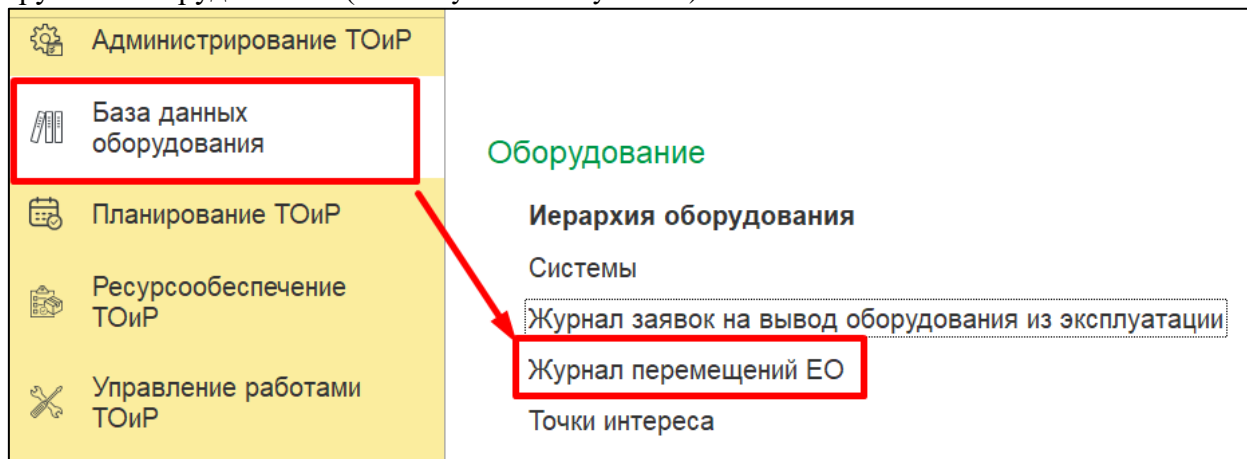 Администрирование ТОиР
База данных
оборудования
Планирование ТОиР
Ресурсообеспечение
ТОиР
Управление работами
ТОиР
Оборудование
Иерархия оборудования
Системы
Журнал заявок на вывод оборудования из эксплуатации
Журнал перемещений ЕО
Точки интереса